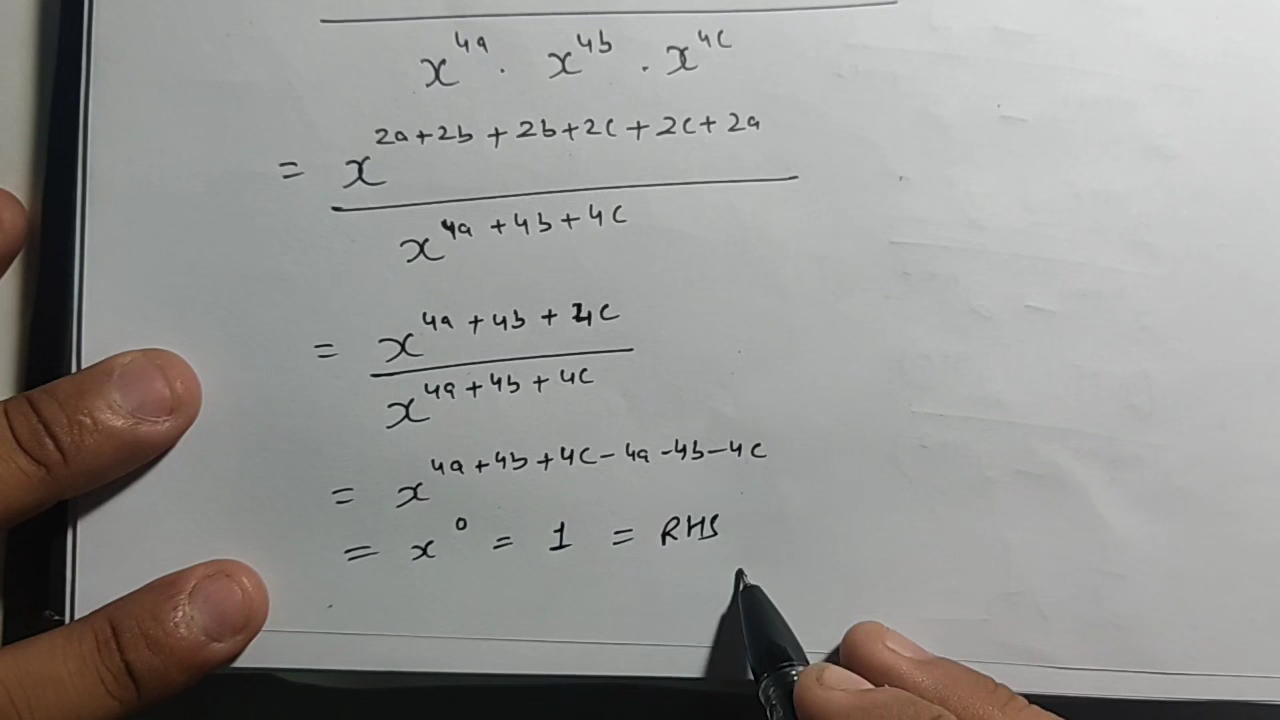 x^4a . x^4b . x^4c
= x^2a+2b+2b+2c+2c+2a
x^4a+4b+4c
= x^4a+4b+4c
x^4a+4b+4c
= x^4a+4b+4c-4a-4b-4c
= x^0 = 1 = RHS